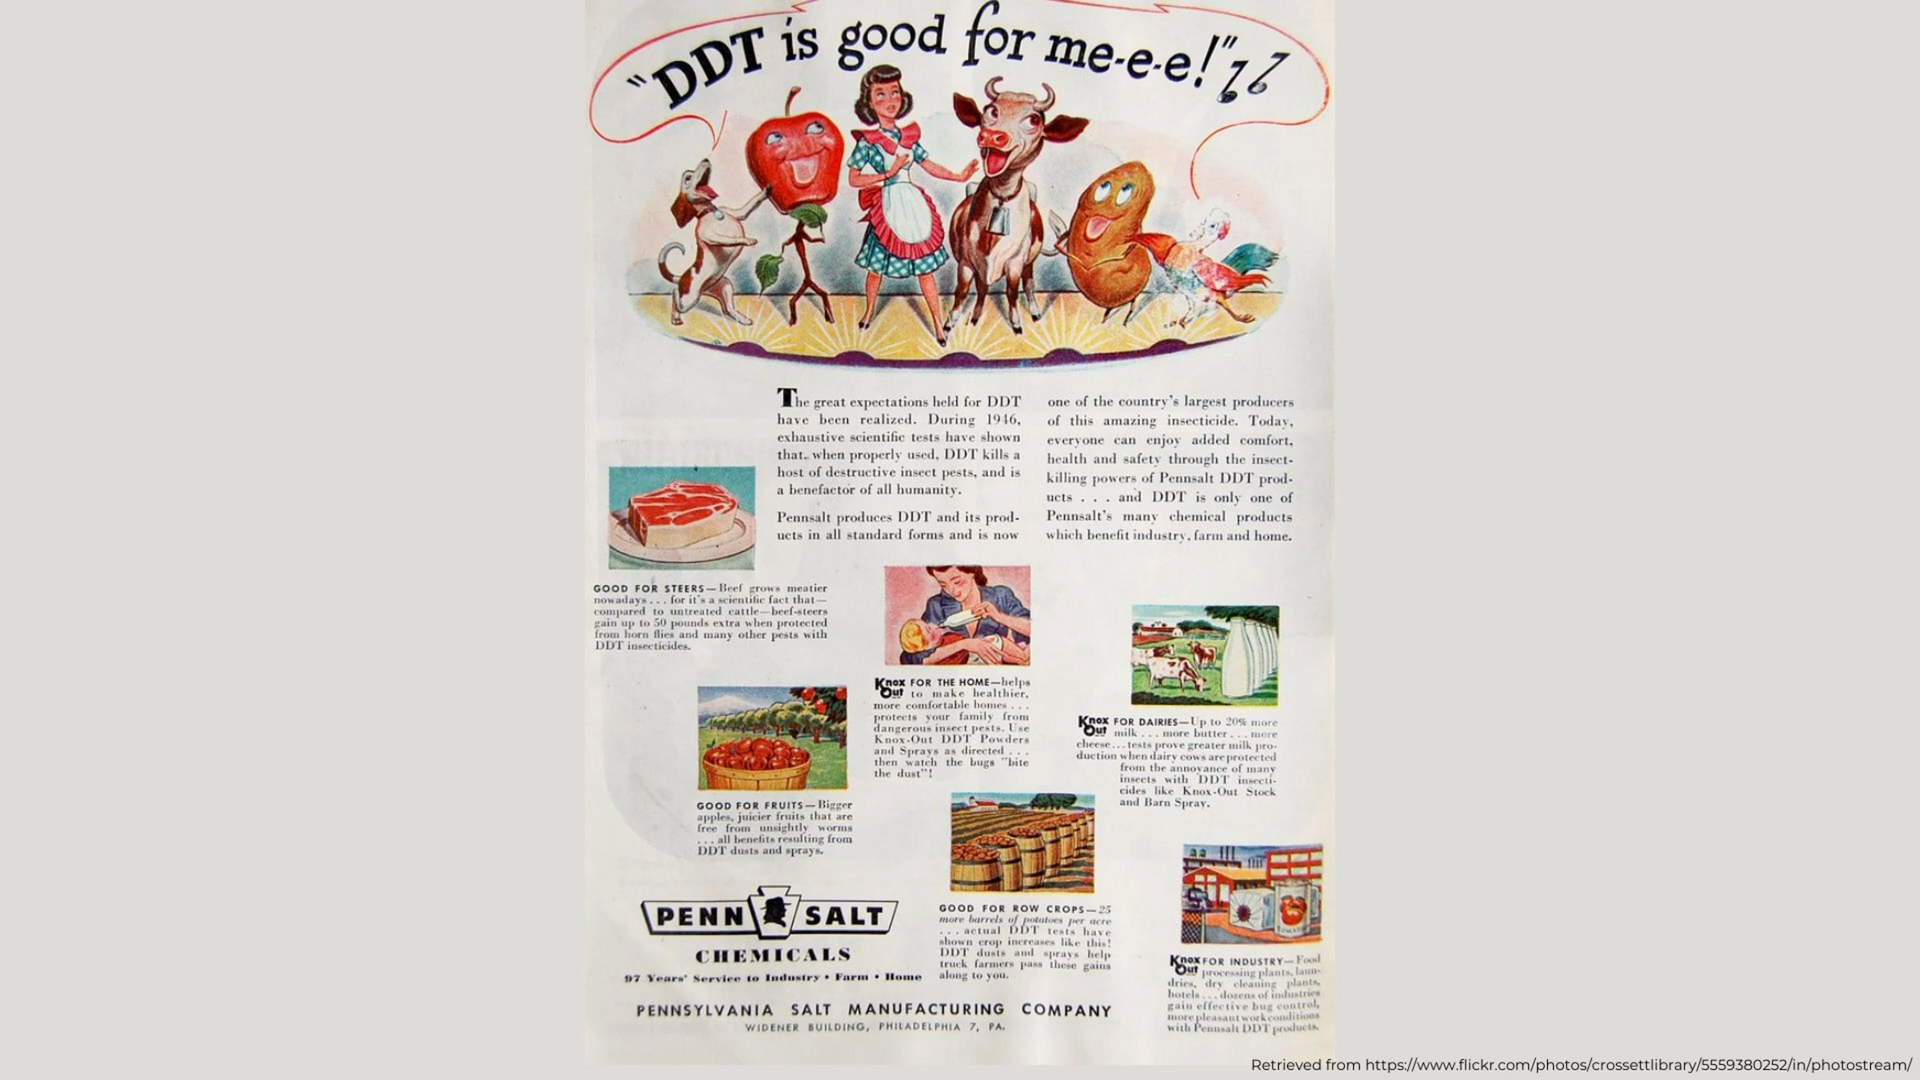 "DDT is good for me-e-e!"
The great expectations held for DDT
have been realized. During 1946,
exhaustive scientific tests have shown
that, when properly used, DDT kills a
host of destructive insect pests, and is
a benefactor of all humanity.
Pennsalt produces DDT and its prod-
ucts in all standard forms and is now
one of the country's largest producers
of this amazing insecticide. Today,
everyone can enjoy added comfort,
health and safety through the insect-
killing powers of Pennsalt DDT prod-
ucts . . . and DDT is only one of
Pennsalt's many chemical products
which benefit industry, farm and home.
GOOD FOR STEERS—Beef grows meatier
nowadays . . . for it's a scientific fact that—
compared to untreated cattle—beef-steers
gain up to 50 pounds extra when protected
from horn flies and many other pests with
DDT insecticides.
Knox Out FOR THE HOME—helps
to make healthier,
more comfortable homes . . .
protects your family from
dangerous insect pests. Use
Knox-Out DDT Powders
and Sprays as directed . . .
then watch the bugs "bite
the dust"!
Knox Out FOR DAIRIES—Up to 20% more
milk . . . more butter . . . more
cheese . . . tests prove greater milk pro-
duction when dairy cows are protected
from the annoyance of many
insects with DDT insecti-
cides like Knox-Out Stock
and Barn Spray.
GOOD FOR FRUITS—Bigger
apples, juicier fruits that are
free from unsightly worms
. . . all benefits resulting from
DDT dusts and sprays.
GOOD FOR ROW CROPS—25
more barrels of potatoes per acre
. . . actual DDT tests have
shown crop increases like this!
DDT dusts and sprays help
truck farmers pass these gains
along to you.
Knox Out FOR INDUSTRY—Food
processing plants, laun-
dries, dry cleaning plants,
hotels . . . dozens of industries
gain effective bug control,
more pleasant work conditions
with Pennsalt DDT products.
PENN SALT
CHEMICALS
97 Years' Service to Industry • Farm • Home
PENNSYLVANIA SALT MANUFACTURING COMPANY
WIDENER BUILDING, PHILADELPHIA 7, PA.
Retrieved from https://www.flickr.com/photos/crossettlibrary/5559380252/in/photostream/